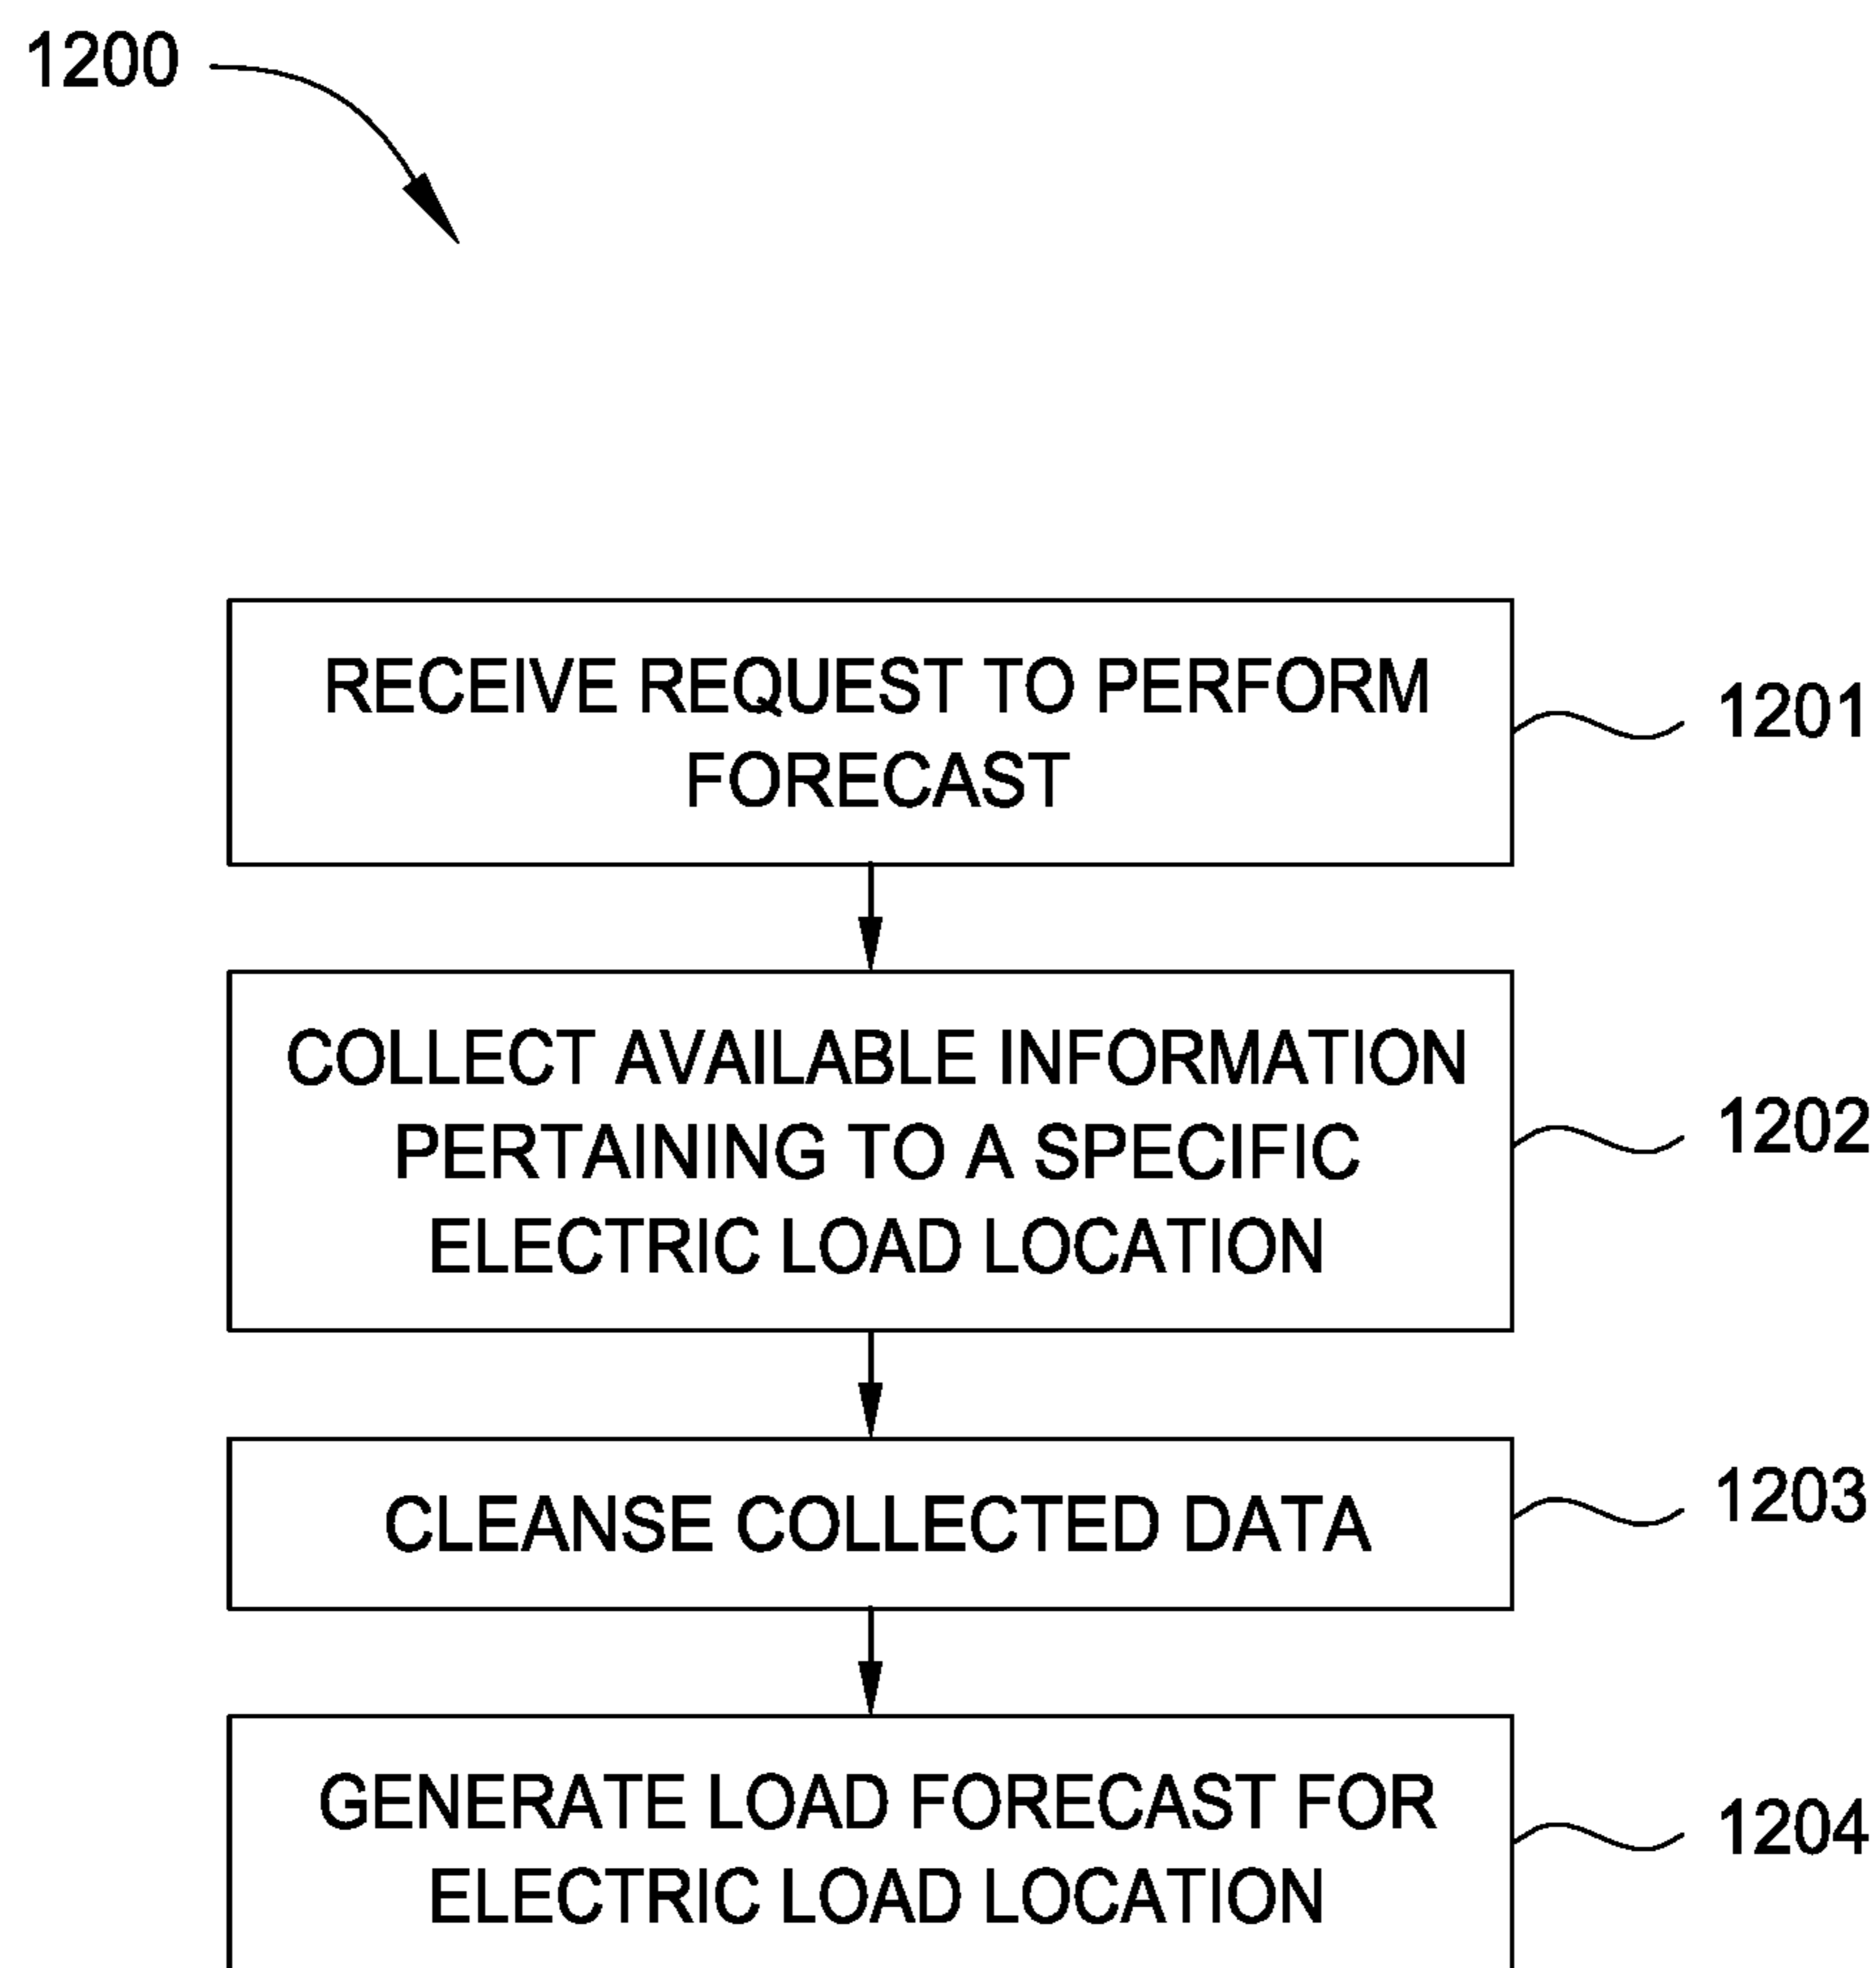 1200
RECEIVE REQUEST TO PERFORM
FORECAST
1201
COLLECT AVAILABLE INFORMATION
PERTAINING TO A SPECIFIC
ELECTRIC LOAD LOCATION
1202
CLEANSE COLLECTED DATA
1203
GENERATE LOAD FORECAST FOR
ELECTRIC LOAD LOCATION
1204